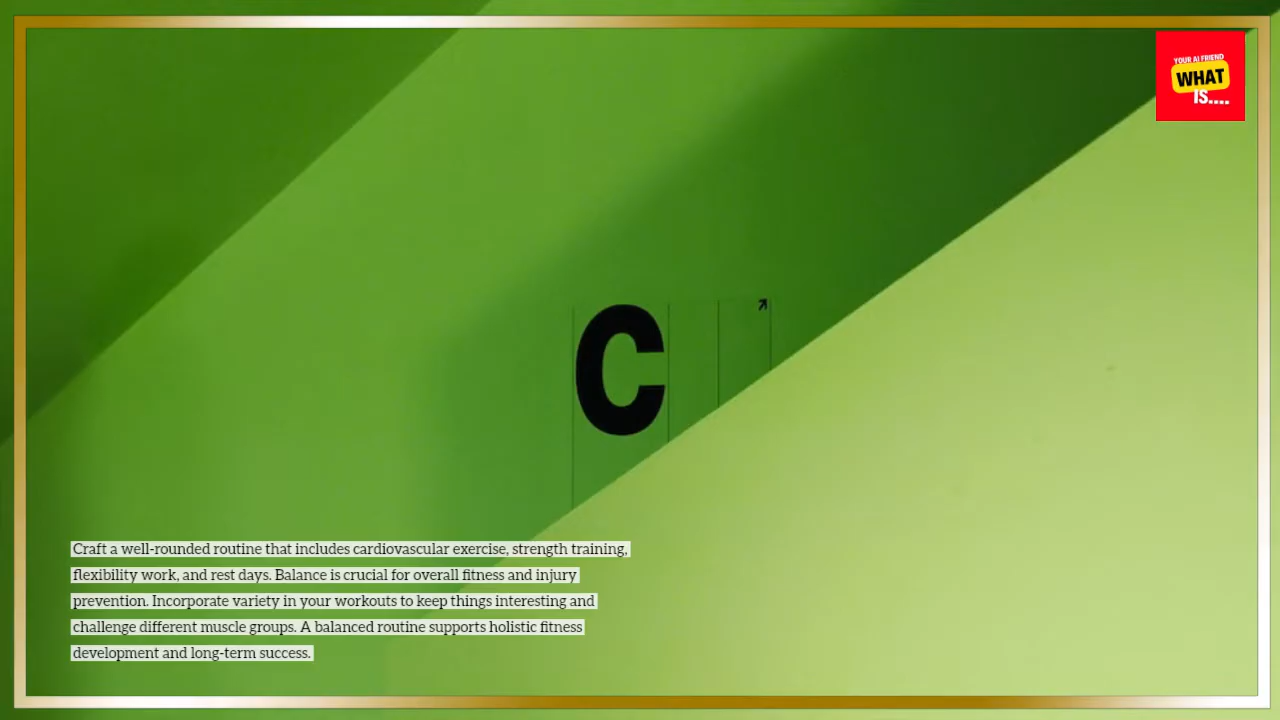 YOUR AI FRIEND
WHAT
IS....
C
Craft a well-rounded routine that includes cardiovascular exercise, strength training,
flexibility work, and rest days. Balance is crucial for overall fitness and injury
prevention. Incorporate variety in your workouts to keep things interesting and
challenge different muscle groups. A balanced routine supports holistic fitness
development and long-term success.